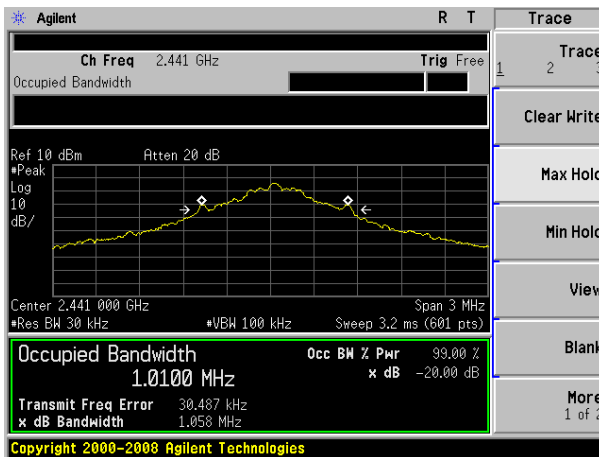 Agilent R T Trace
Ch Freq 2.441 GHz Trig Free
Occupied Bandwidth
Trace
1 2 3
Clear Write
Max Hold
Min Hold
View
Blank
More
1 of 2
Ref 10 dBm Atten 20 dB
#Peak
Log
10
dB/
Center 2.441 000 GHz Span 3 MHz
#Res BW 30 kHz #VBW 100 kHz Sweep 3.2 ms (601 pts)
Occupied Bandwidth Occ BW % Pwr 99.00 %
1.0100 MHz x dB -20.00 dB
Transmit Freq Error 30.487 kHz
x dB Bandwidth 1.058 MHz
Copyright 2000-2008 Agilent Technologies